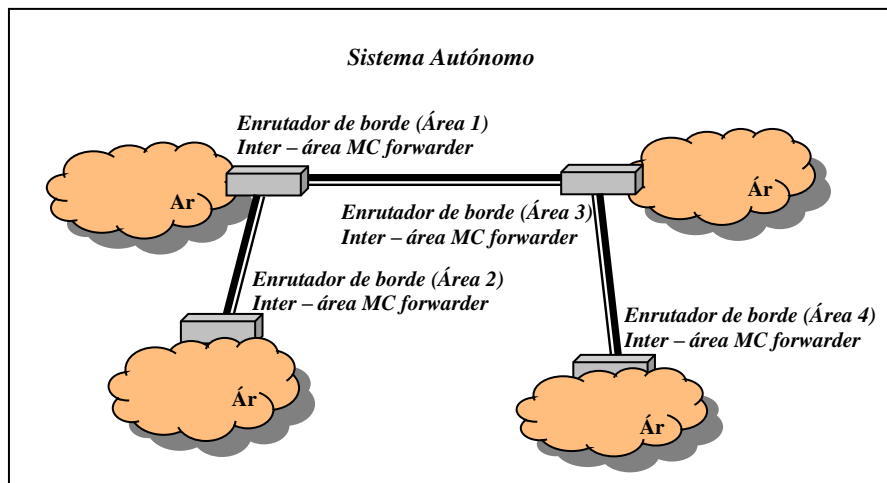 Sistema Autónomo
Enrutador de borde (Área 1)
Inter – área MC forwarder
Ár
Ár
Enrutador de borde (Área 3)
Inter – área MC forwarder
Enrutador de borde (Área 2)
Inter – área MC forwarder
Enrutador de borde (Área 4)
Inter – área MC forwarder
Ár
Ár